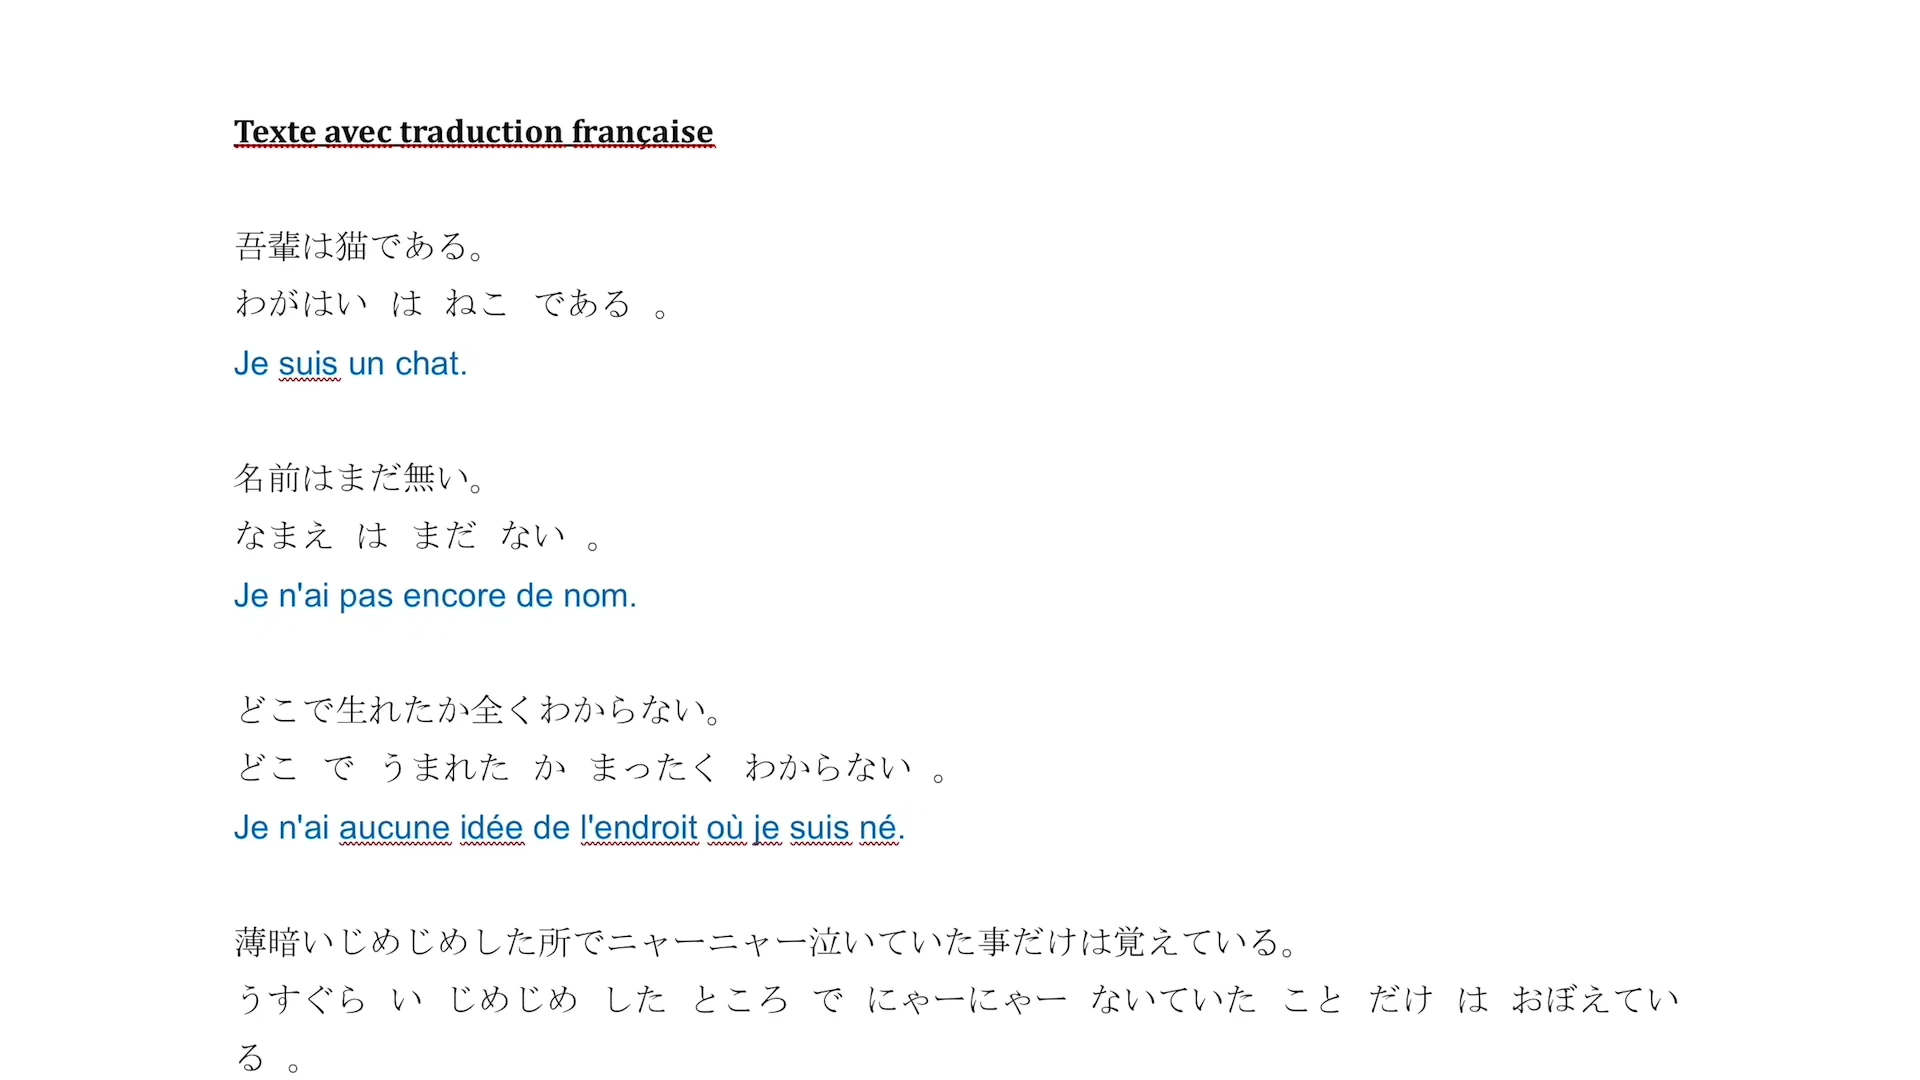 Texte avec traduction française
吾輩は猫である。
わがはい は ねこ である 。
Je suis un chat.
名前はまだ無い。
なまえ は まだ ない 。
Je n'ai pas encore de nom.
どこで生れたか全くわからない。
どこ で うまれた か まったく わからない 。
Je n'ai aucune idée de l'endroit où je suis né.
薄暗いじめじめした所でニャーニャー泣いていた事だけは覚えている。
うすぐら い じめじめ した ところ で にゃーにゃー ないていた こと だけ は おぼえてい
る 。